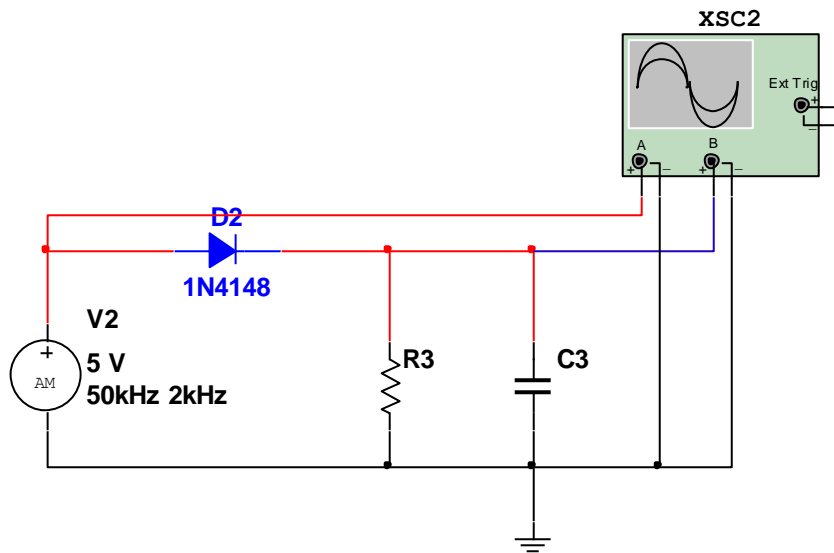 XSC2
Ext Trig
+
_
A
B
+
_
+
_
D2
1N4148
V2
+
5 V
AM
50kHz 2kHz
R3
C3